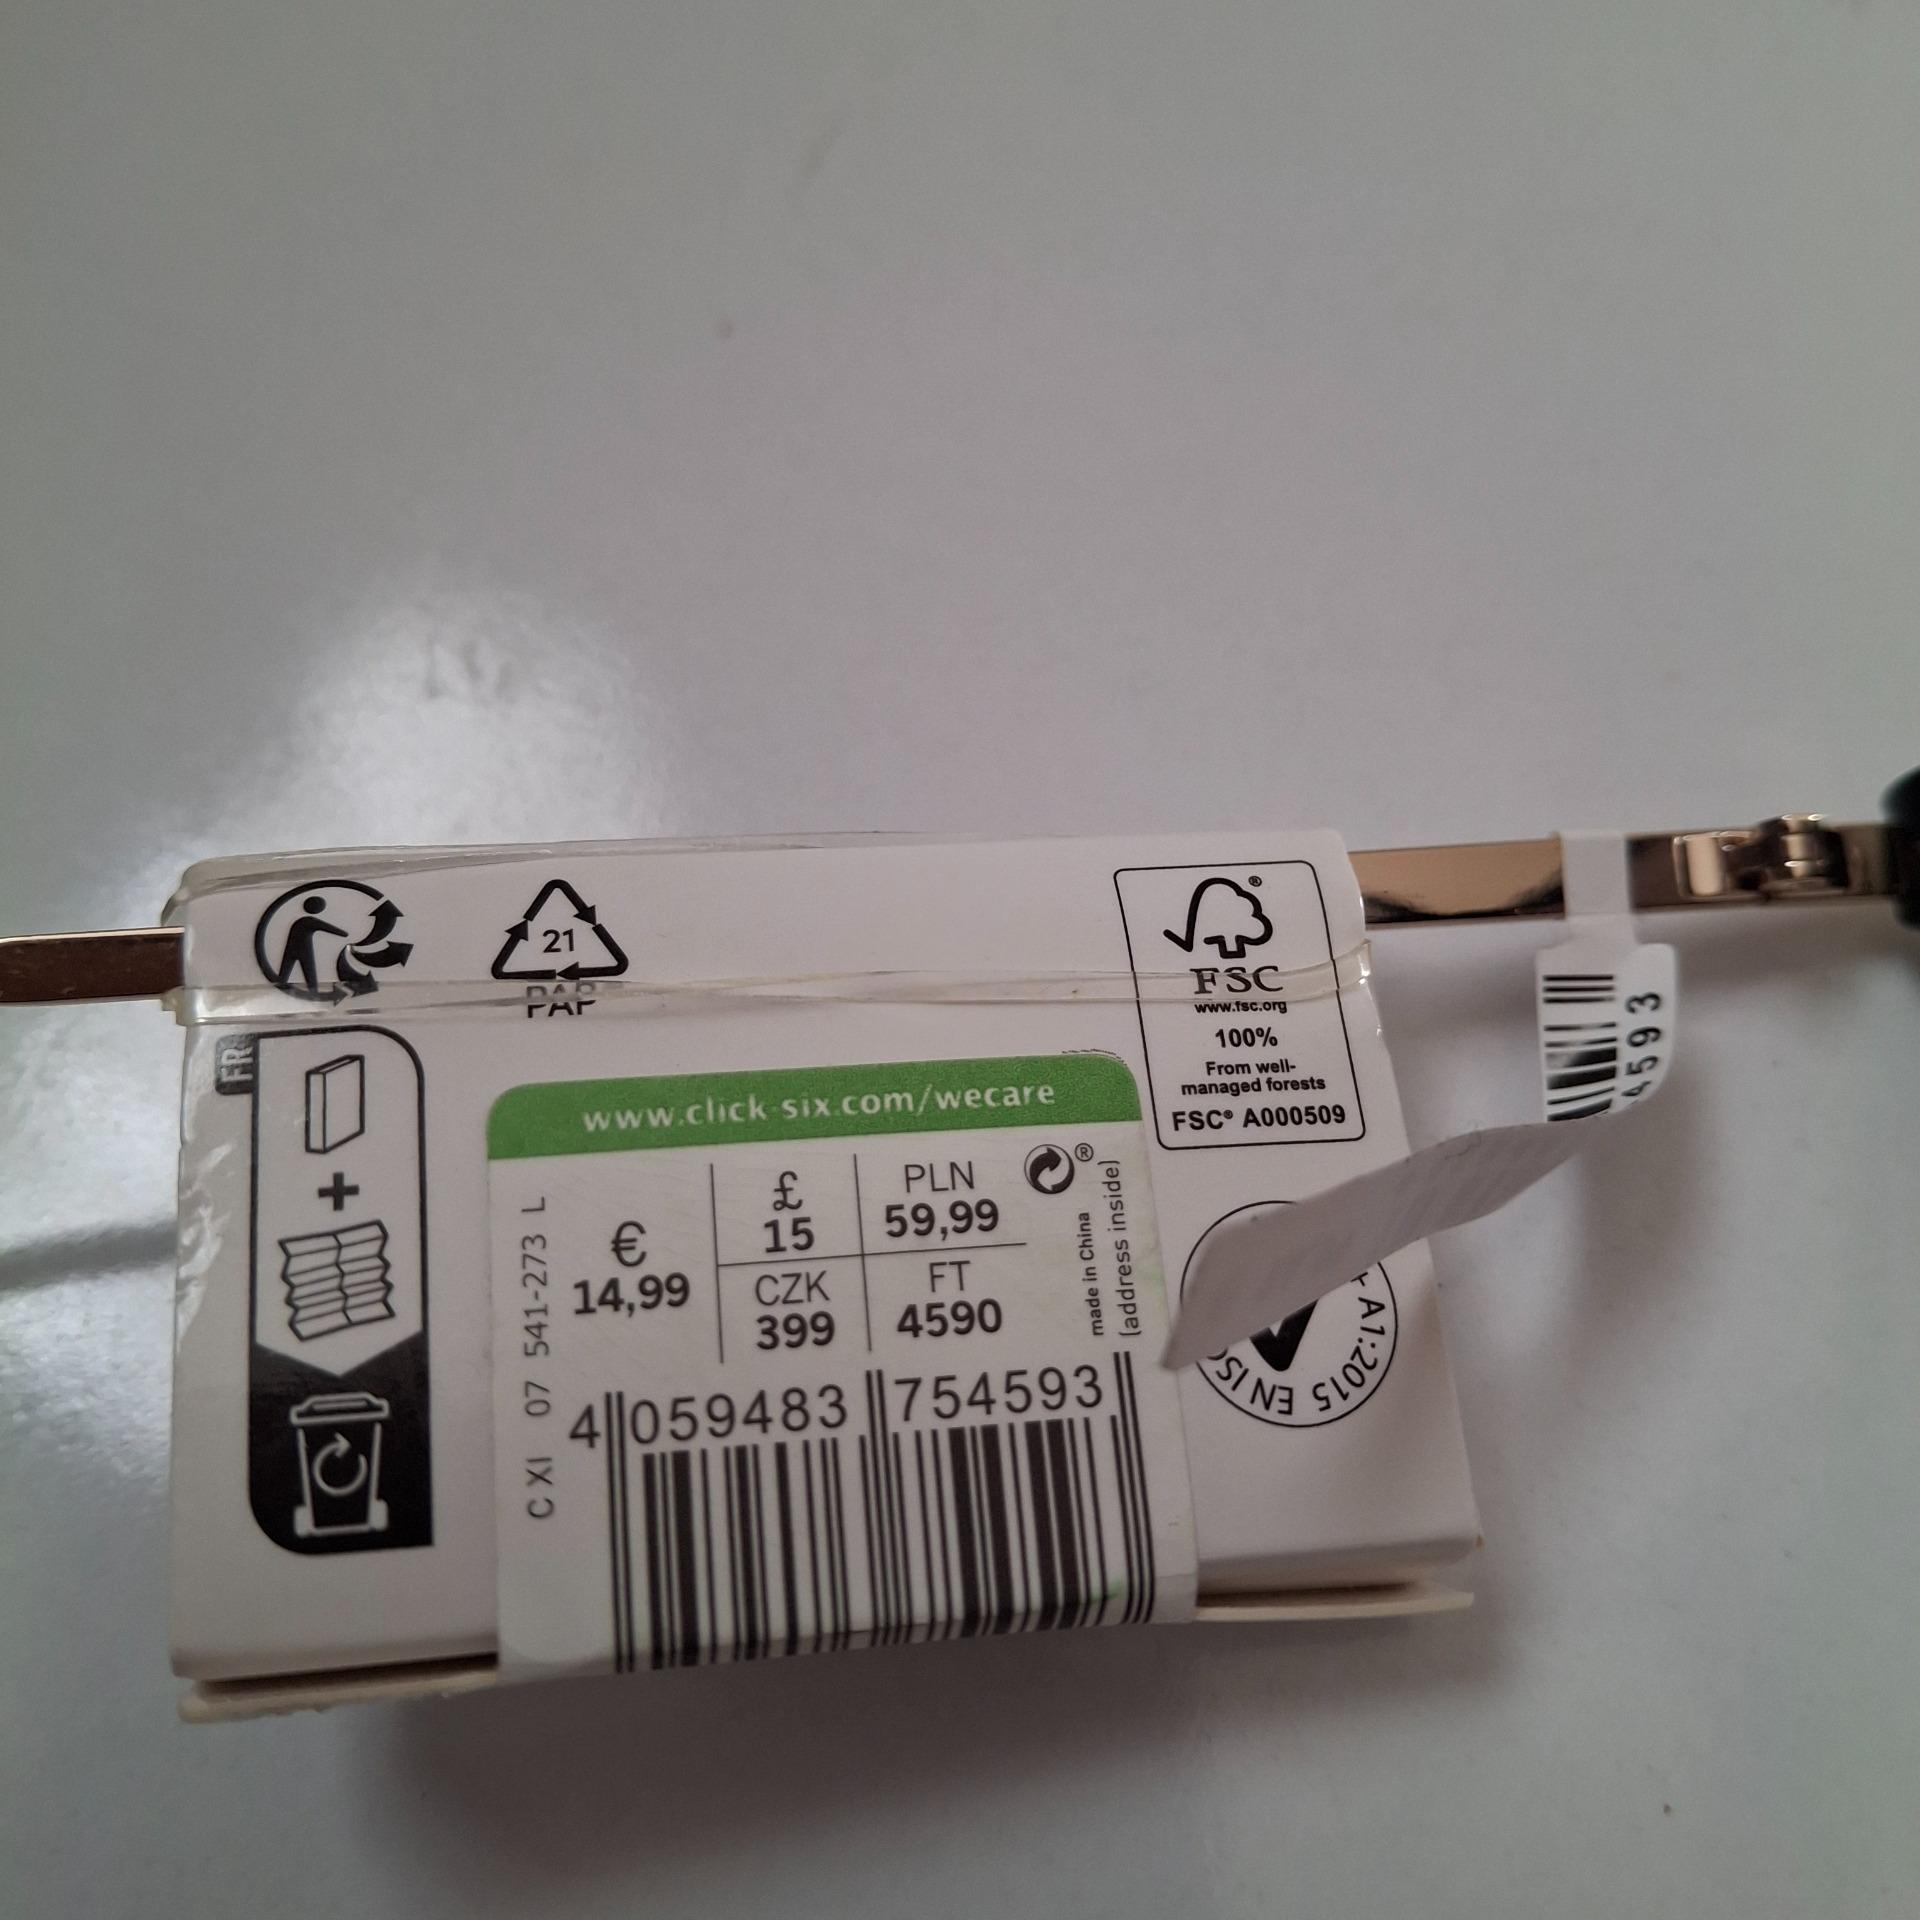 21
PAP
®
FSC
www.fsc.org
100%
From well-
managed forests
FSC® A000509
FR
www.click-six.com/wecare
C XI 07 541-273 L
€
14,99
£
15
PLN
59,99
CZK
399
FT
4590
®
made in China
(address inside)
4 059483 754593
A1:2015 EN IS
4593